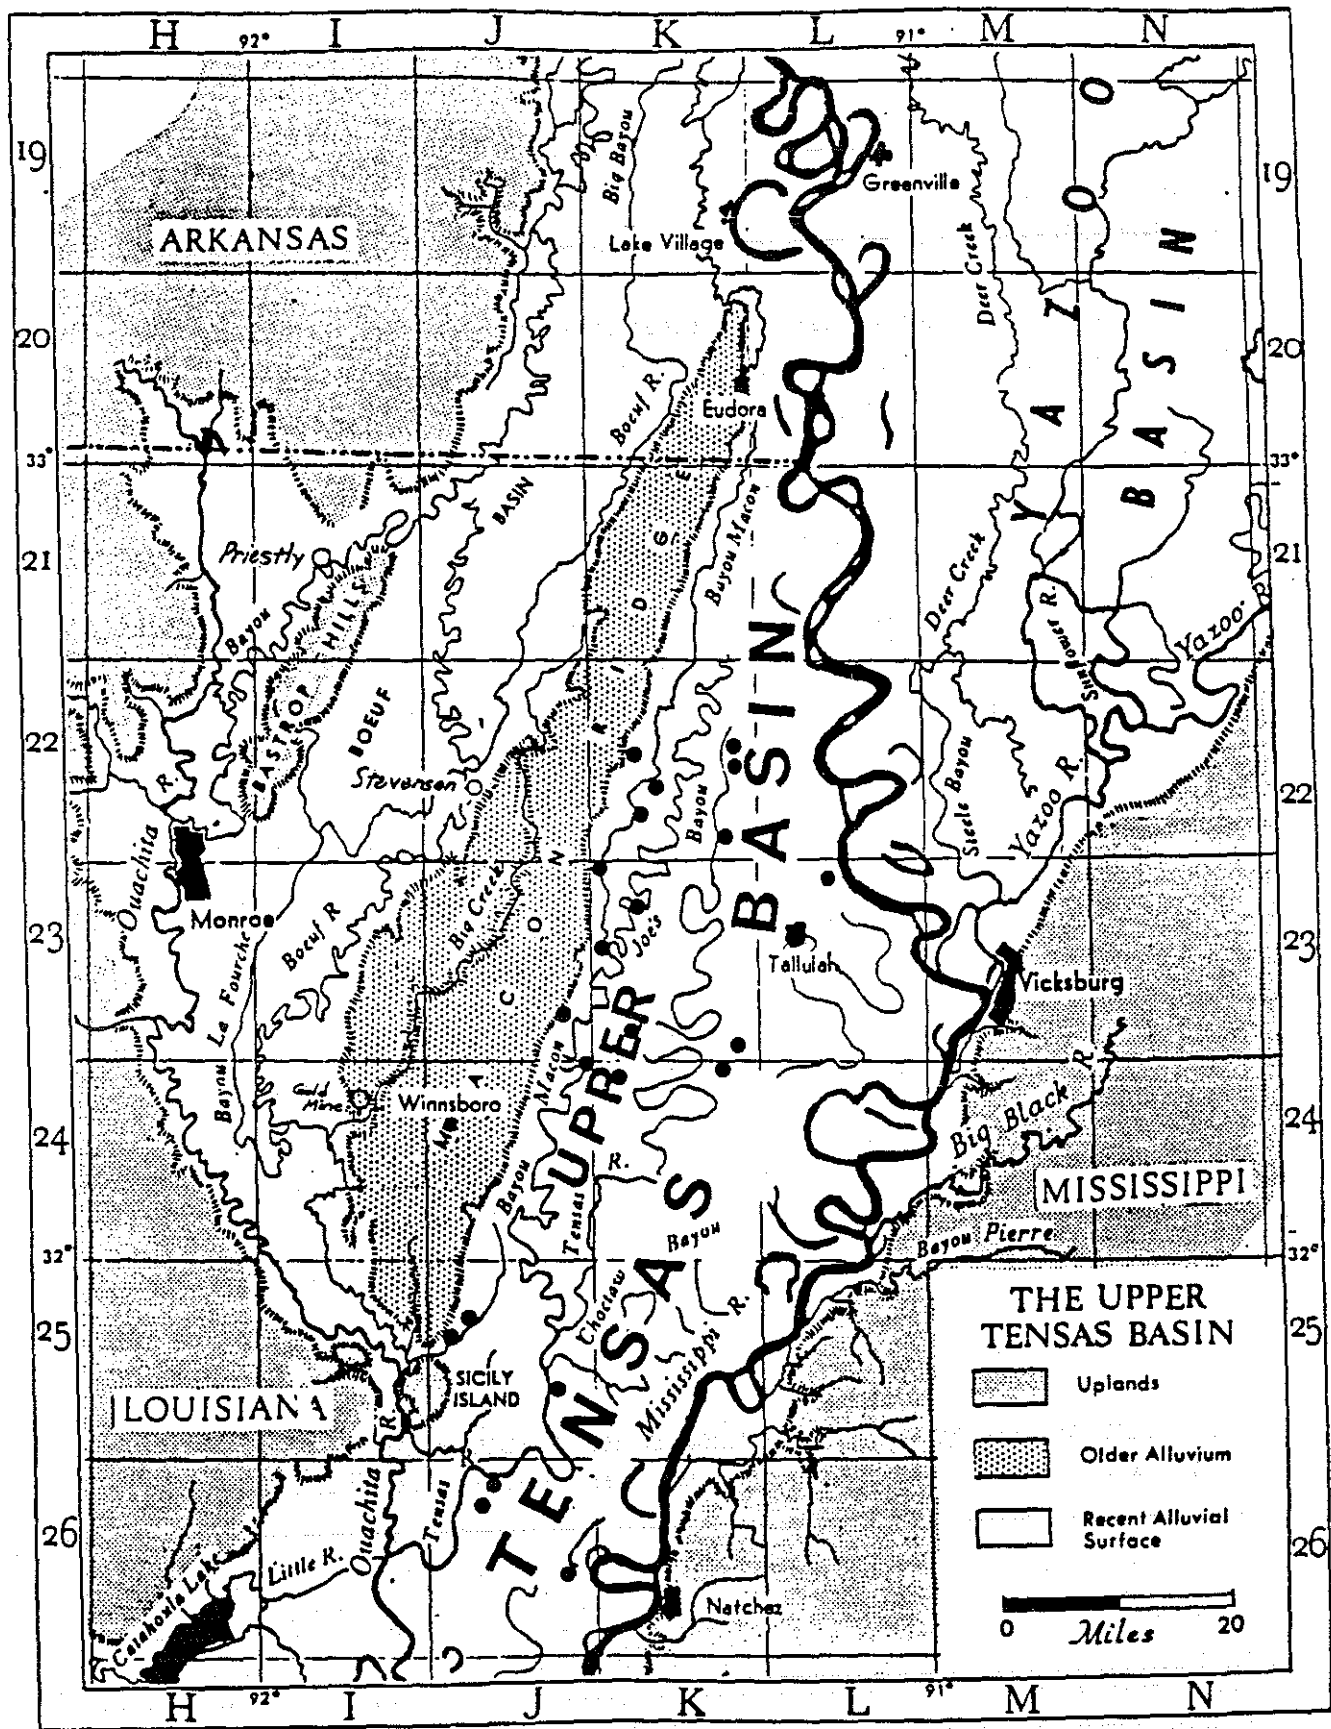 H 92° I J K L 91° M N
19 19
ARKANSAS
Big Bayou
Greenville
Lake Village
Deer Creek
YAZOO BASIN
20 20
Boeuf R.
Eudora
33° 33°
BASIN
Bayou Macon
Priestly
21 21
Deer Creek
Bayou
BASTROP HILLS
Sunflower R.
Yazoo
BOEUF
MACON RIDGE
22 22
Stevenson
R.
Bayou
Steele Bayou
Yazoo R.
Ouachita
Monroe
Boeuf R
Big Creek
Joe's
23 23
Tallulah
Vicksburg
La Fourche
Bayou
UPPER
TENSAS
BASIN
Gold Mine
Winnsboro
Macon
Bayou
24 24
Big Black R.
MISSISSIPPI
Tensas R.
Bayou
Bayou Pierre
32° 32°
Choctaw
Mississippi R.
25 25
THE UPPER
TENSAS BASIN
Uplands
Older Alluvium
Recent Alluvial
Surface
0 Miles 20
SICILY
ISLAND
LOUISIANA
R.
Ouachita
Tensas
26 26
Little R.
Catahoula Lake
Natchez
H 92° I J K L 91° M N